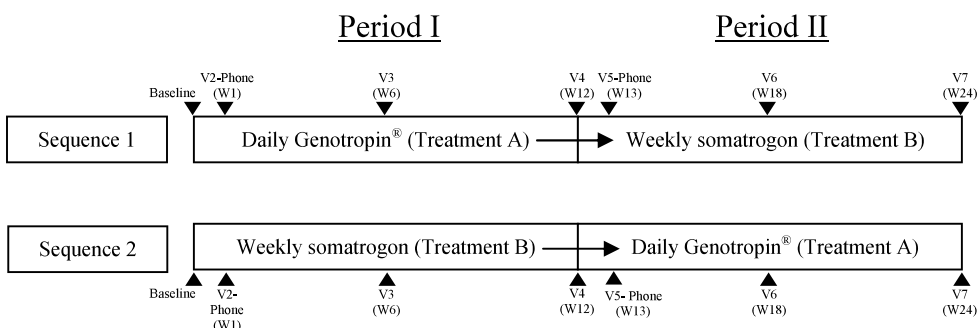 Period I
Period II
V2-Phone
(W1)
V3
(W6)
V4
(W12)
V5-Phone
(W13)
V6
(W18)
V7
(W24)
Baseline
Sequence 1
Daily Genotropin® (Treatment A)
Weekly somatrogon (Treatment B)
Sequence 2
Weekly somatrogon (Treatment B)
Daily Genotropin® (Treatment A)
Baseline
V2-
Phone
(W1)
V3
(W6)
V4
(W12)
V5- Phone
(W13)
V6
(W18)
V7
(W24)